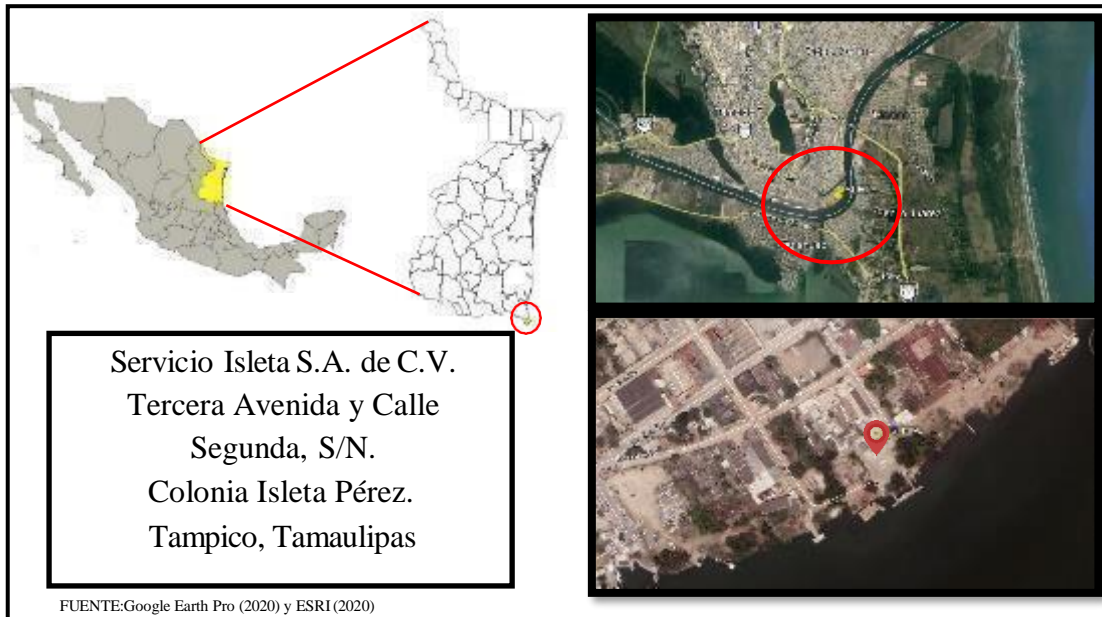 Servicio Isleta S.A. de C.V.
Tercera Avenida y Calle
Segunda, S/N.
Colonia Isleta Pérez.
Tampico, Tamaulipas
FUENTE:Google Earth Pro (2020) y ESRI (2020)